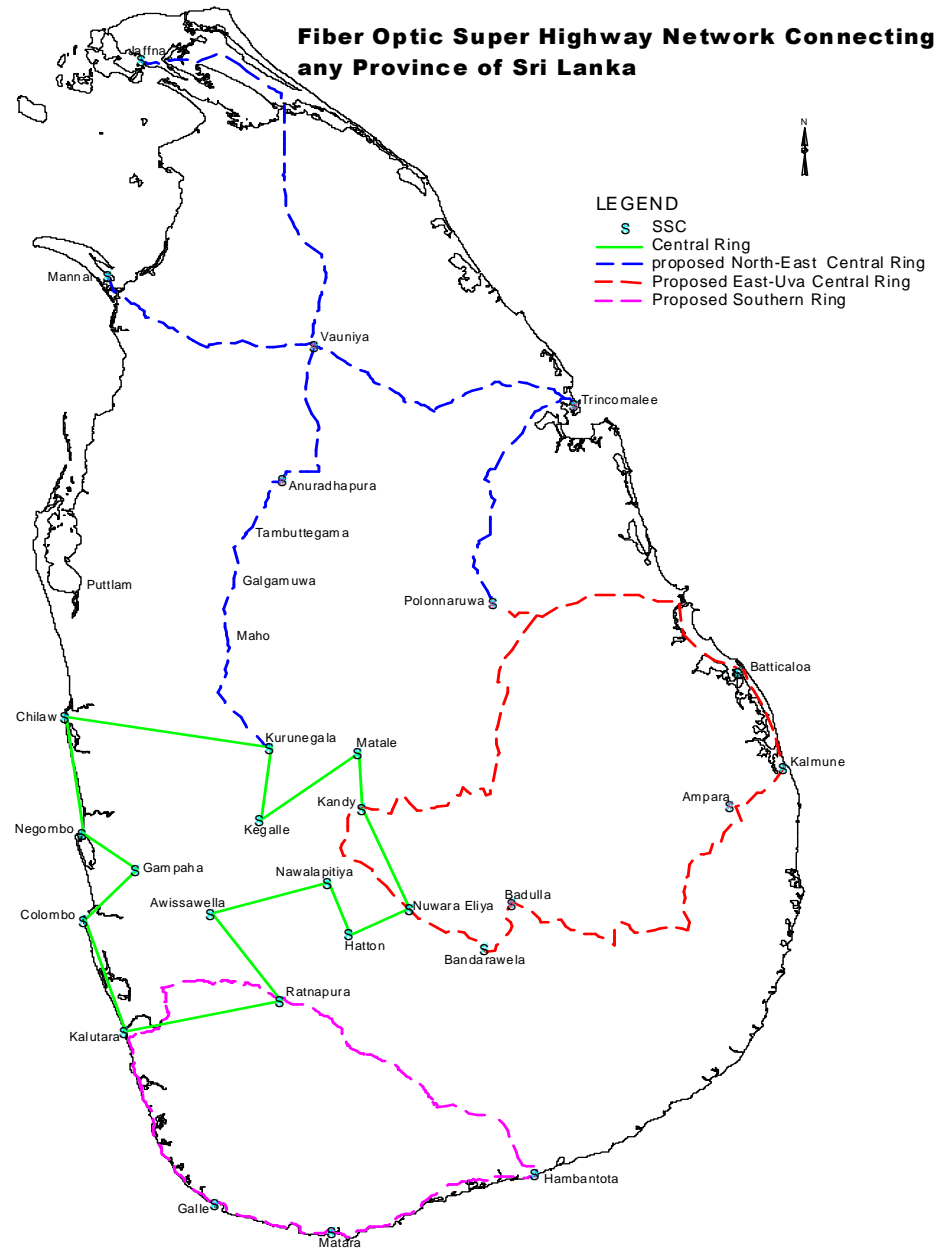 Fiber Optic Super Highway Network Connecting
any Province of Sri Lanka
Jaffna
N
LEGEND
S SSC
Central Ring
proposed North-East Central Ring
Proposed East-Uva Central Ring
Proposed Southern Ring
Mannar
Vauniya
Trincomalee
Anuradhapura
Tambuttegama
Galgamuwa
Puttlam
Polonnaruwa
Maho
Batticaloa
Chilaw
Kurunegala
Matale
Kalmune
Kandy
Ampara
Negombo
Kegalle
Gampaha
Nawalapitiya
Badulla
Awissawella
Nuwara Eliya
Colombo
Hatton
Bandarawela
Ratnapura
Kalutara
Hambantota
Galle
Matara